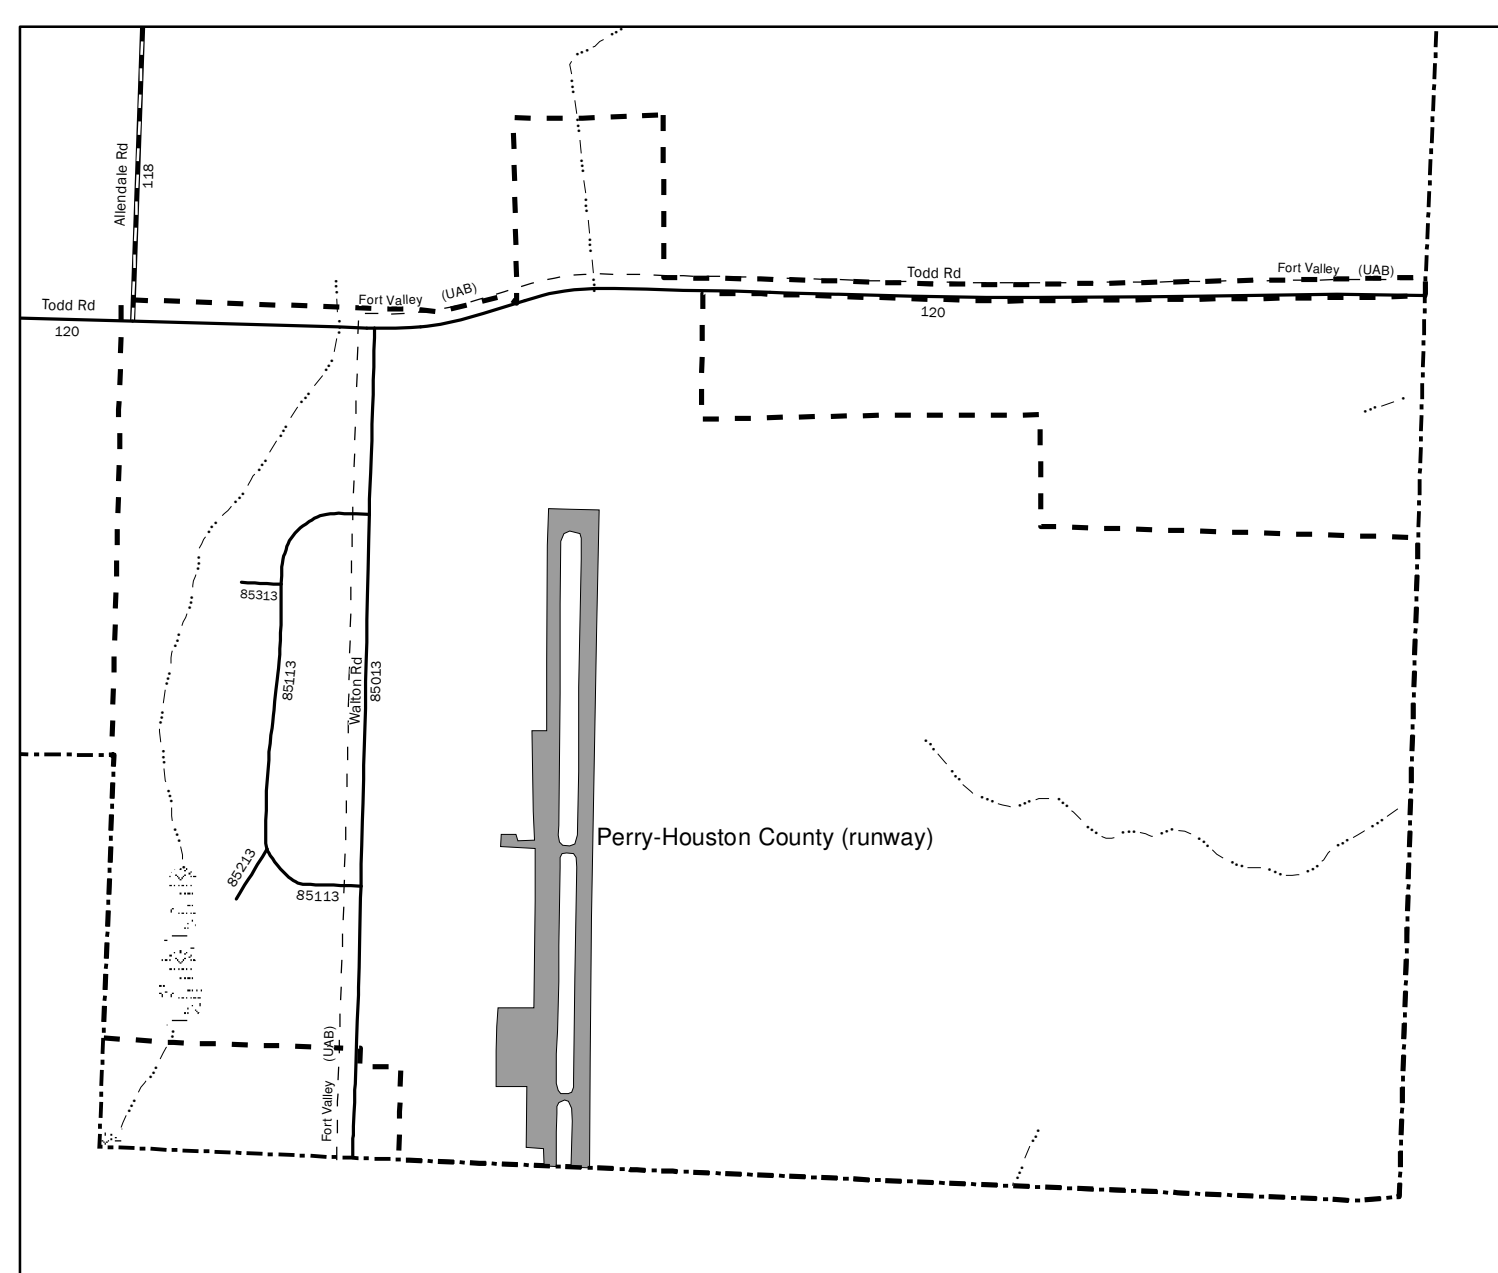 Allendale Rd
118
Todd Rd
Fort Valley (UAB)
Fort Valley (UAB)
Todd Rd
120
120
85313
85113
Walton Rd
85013
Perry-Houston County (runway)
85213
85113
Fort Valley (UAB)